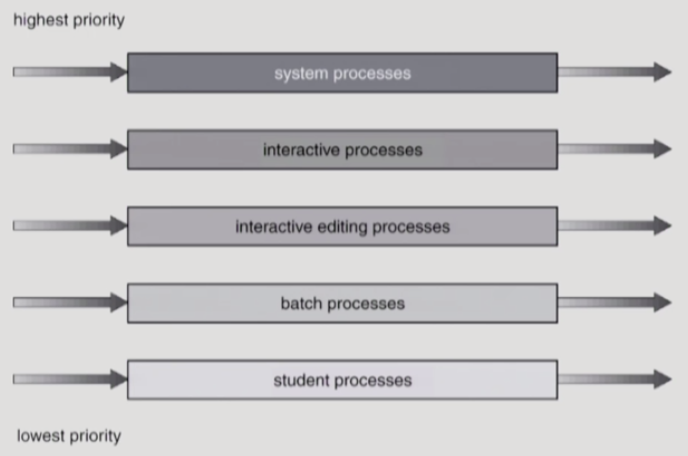 highest priority
system processes
interactive processes
interactive editing processes
batch processes
student processes
lowest priority